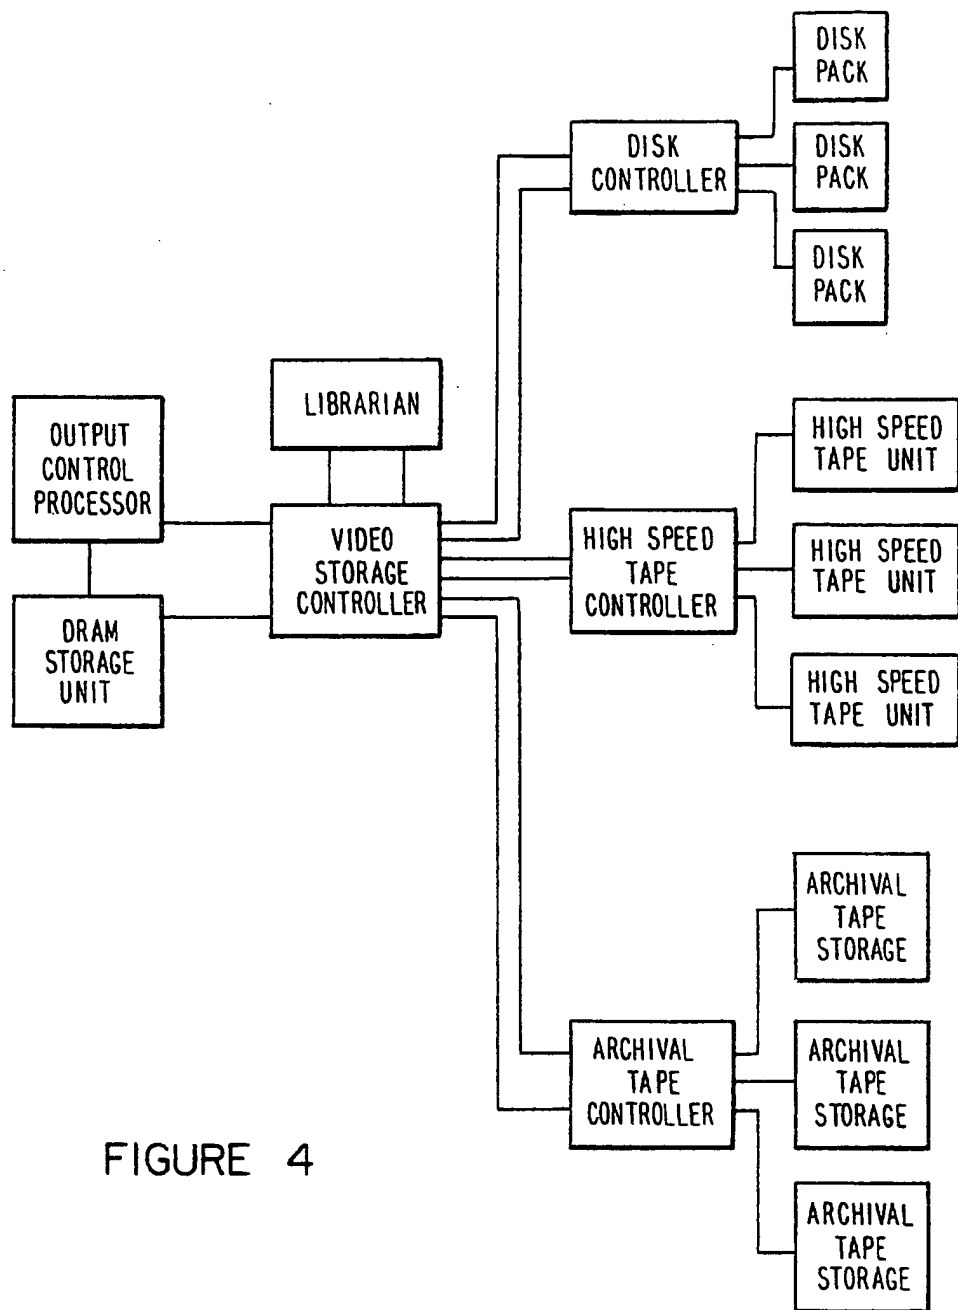 DISK
PACK
DISK
CONTROLLER
DISK
PACK
DISK
PACK
LIBRARIAN
OUTPUT
CONTROL
PROCESSOR
VIDEO
STORAGE
CONTROLLER
DRAM
STORAGE
UNIT
HIGH SPEED
TAPE
CONTROLLER
HIGH SPEED
TAPE UNIT
HIGH SPEED
TAPE UNIT
HIGH SPEED
TAPE UNIT
ARCHIVAL
TAPE
STORAGE
ARCHIVAL
TAPE
CONTROLLER
ARCHIVAL
TAPE
STORAGE
ARCHIVAL
TAPE
STORAGE
FIGURE 4